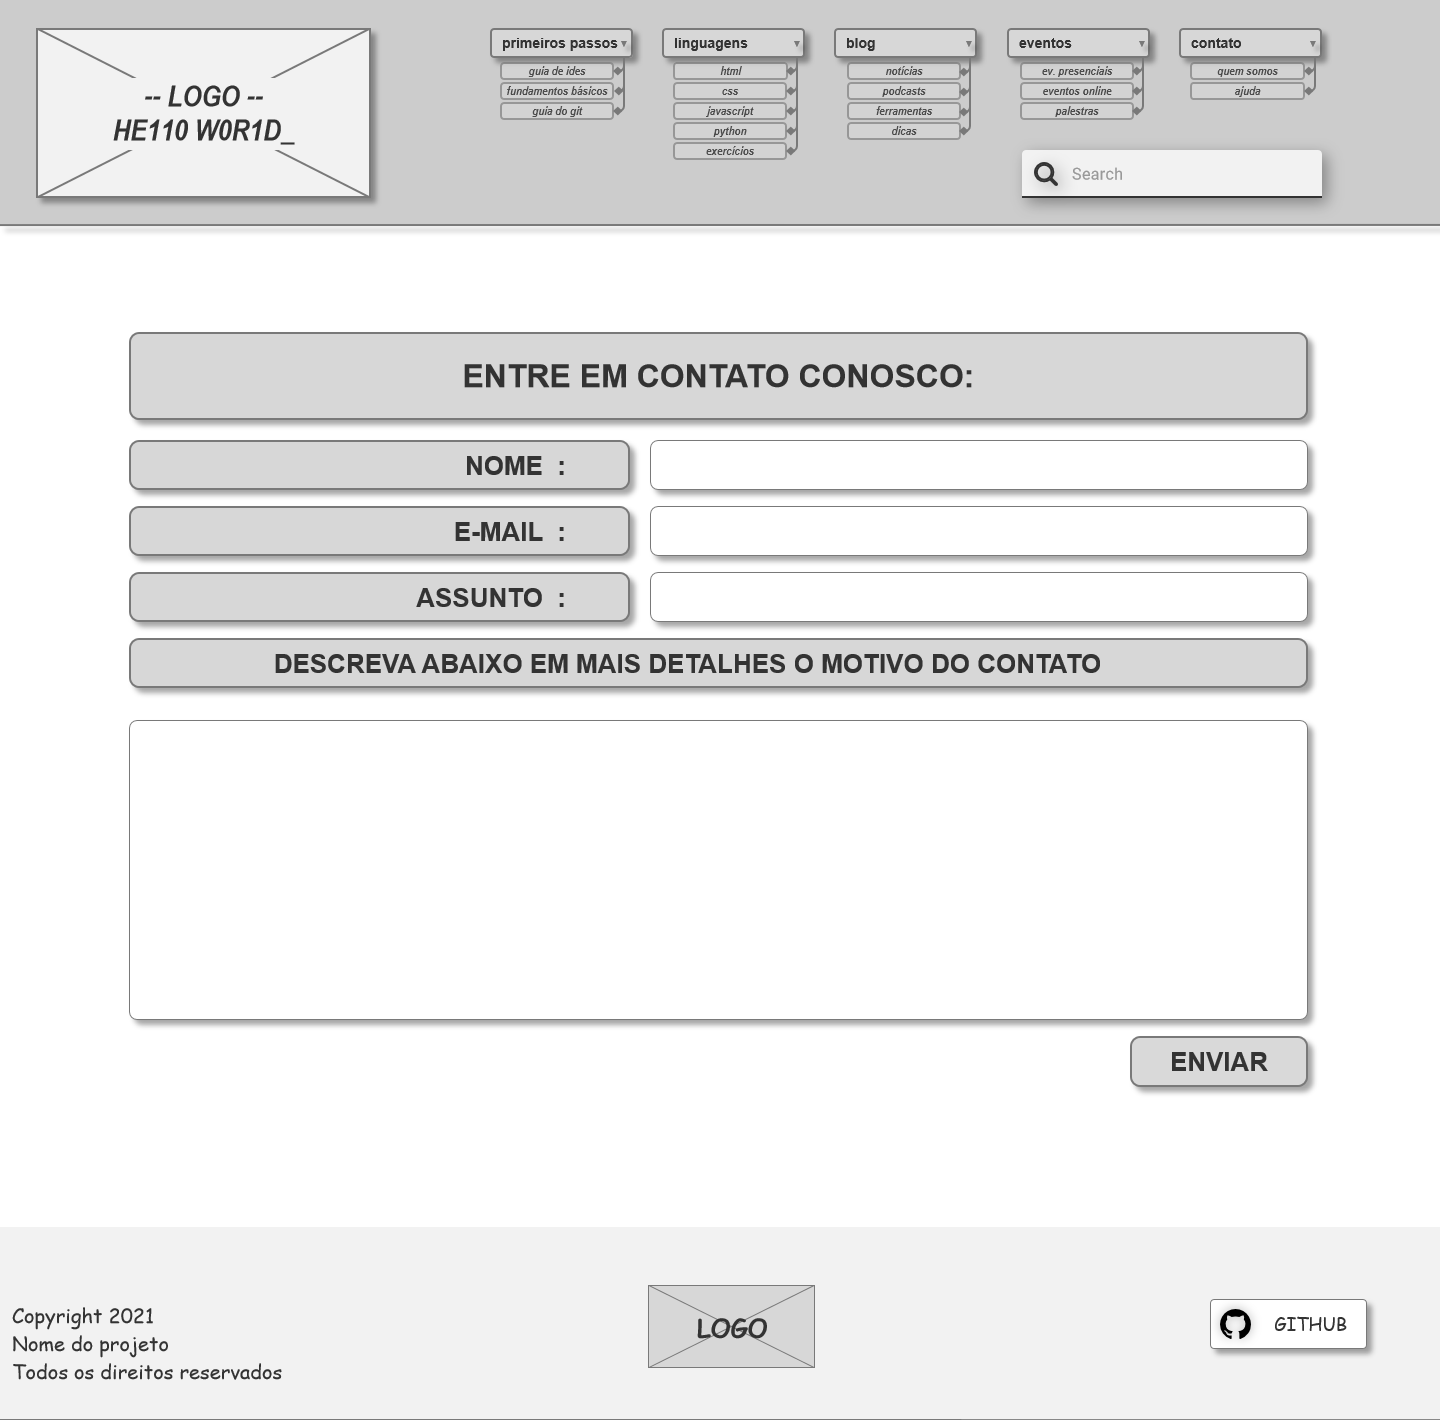 -- LOGO --
HE110 W0R1D_
primeiros passos ▾
guia de ides
fundamentos básicos
guia do git
linguagens ▾
html
css
javascript
python
exercícios
blog ▾
notícias
podcasts
ferramentas
dicas
eventos ▾
ev. presenciais
eventos online
palestras
contato ▾
quem somos
ajuda
Search
ENTRE EM CONTATO CONOSCO:
NOME :
E-MAIL :
ASSUNTO :
DESCREVA ABAIXO EM MAIS DETALHES O MOTIVO DO CONTATO
ENVIAR
Copyright 2021
Nome do projeto
Todos os direitos reservados
LOGO
GITHUB